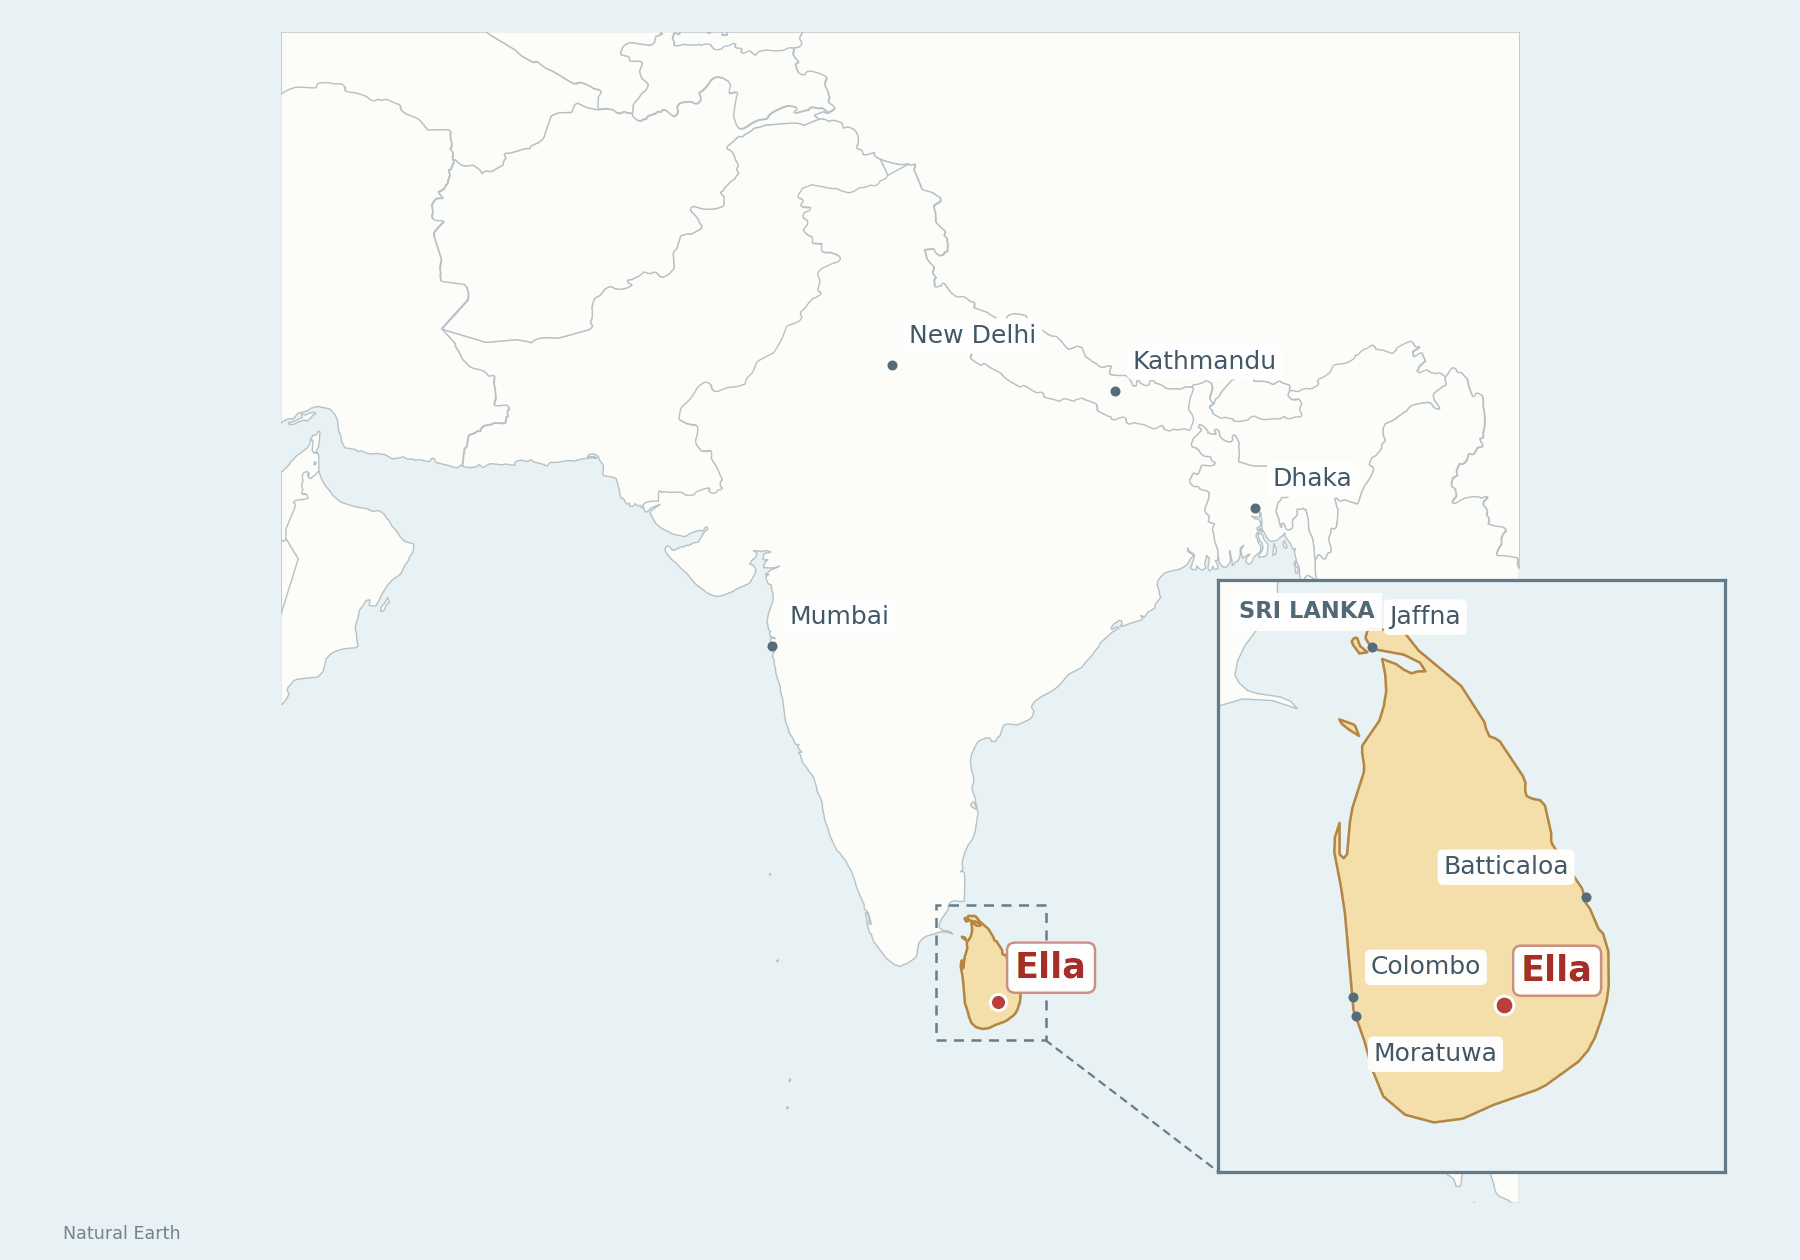 New Delhi
Kathmandu
Dhaka
Mumbai
SRI LANKA
Jaffna
Batticaloa
Colombo
Ella
Ella
Moratuwa
Natural Earth